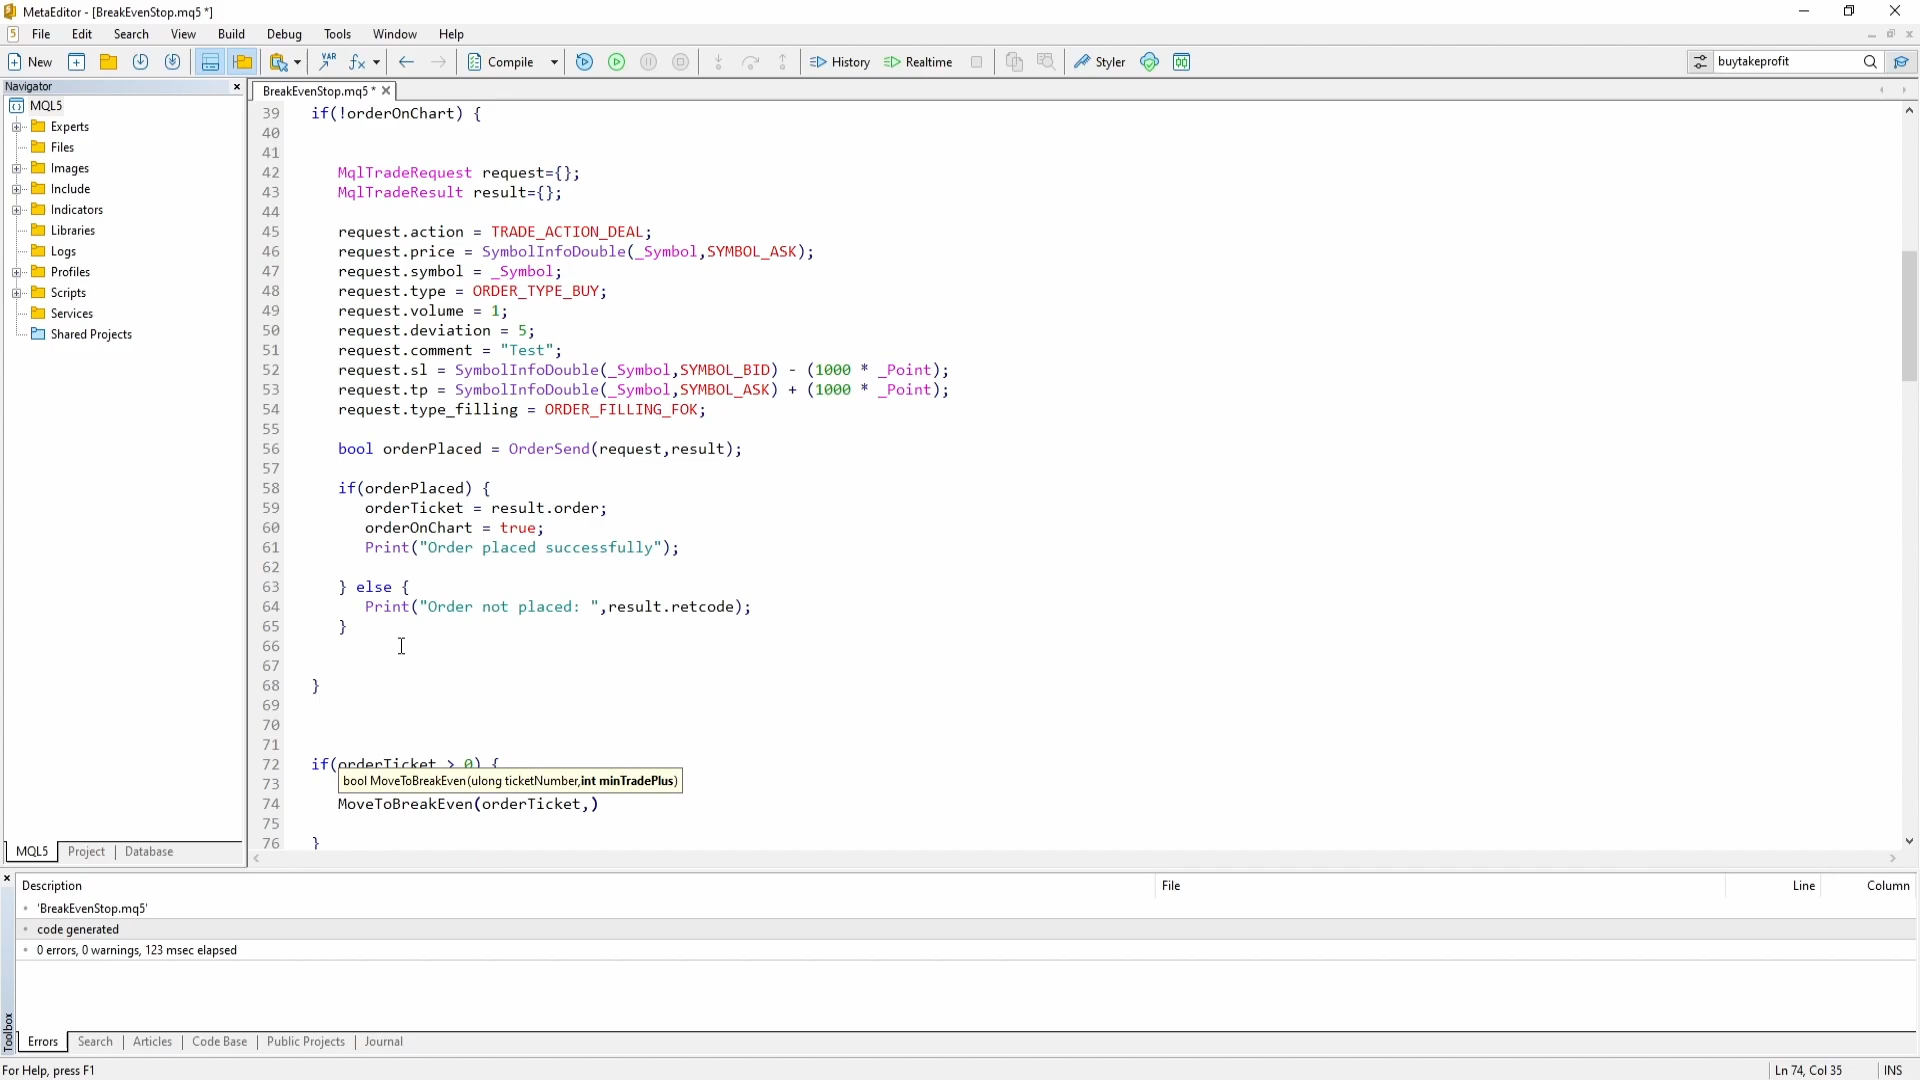 MetaEditor - [BreakEvenStop.mq5 *]
5 File Edit Search View Build Debug Tools Window Help
New VAR fx Compile History Realtime Styler buytakeprofit
Navigator
MQL5
Experts
Files
Images
Include
Indicators
Libraries
Logs
Profiles
Scripts
Services
Shared Projects
MQL5 Project Database
BreakEvenStop.mq5 *
39 if(!orderOnChart) {
40
41
42 MqlTradeRequest request={};
43 MqlTradeResult result={};
44
45 request.action = TRADE_ACTION_DEAL;
46 request.price = SymbolInfoDouble(_Symbol,SYMBOL_ASK);
47 request.symbol = _Symbol;
48 request.type = ORDER_TYPE_BUY;
49 request.volume = 1;
50 request.deviation = 5;
51 request.comment = "Test";
52 request.sl = SymbolInfoDouble(_Symbol,SYMBOL_BID) - (1000 * _Point);
53 request.tp = SymbolInfoDouble(_Symbol,SYMBOL_ASK) + (1000 * _Point);
54 request.type_filling = ORDER_FILLING_FOK;
55
56 bool orderPlaced = OrderSend(request,result);
57
58 if(orderPlaced) {
59 orderTicket = result.order;
60 orderOnChart = true;
61 Print("Order placed successfully");
62
63 } else {
64 Print("Order not placed: ",result.retcode);
65 }
66
67
68 }
69
70
71
72 if(orderTicket > 0) {
73 bool MoveToBreakEven(ulong ticketNumber,int minTradePlus)
74 MoveToBreakEven(orderTicket,)
75
76 }
Description File Line Column
'BreakEvenStop.mq5'
code generated
0 errors, 0 warnings, 123 msec elapsed
Toolbox
Errors Search Articles Code Base Public Projects Journal
For Help, press F1 Ln 74, Col 35 INS